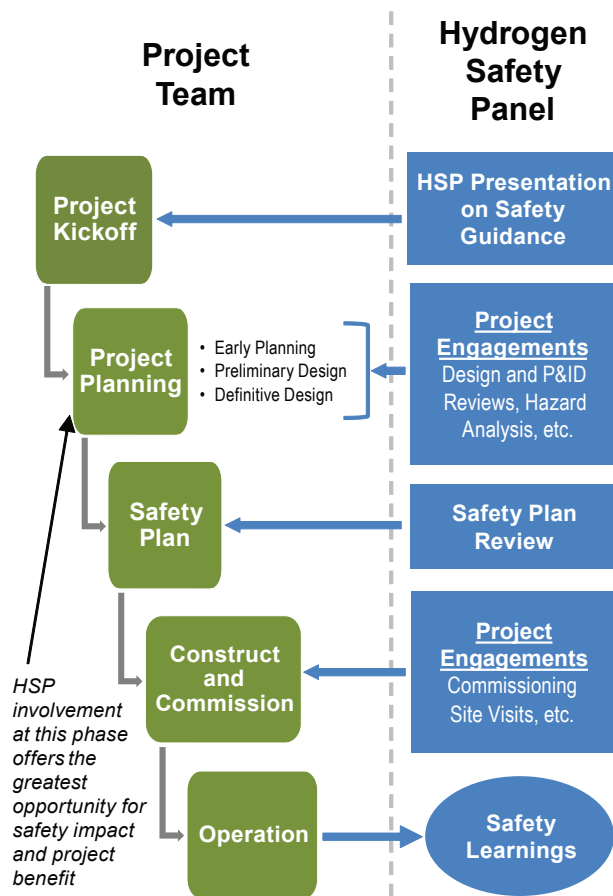 Project
Team
Hydrogen
Safety
Panel
Project
Kickoff
HSP Presentation
on Safety
Guidance
Project
Planning
• Early Planning
• Preliminary Design
• Definitive Design
Project
Engagements
Design and P&ID
Reviews, Hazard
Analysis, etc.
Safety
Plan
Safety Plan
Review
Construct
and
Commission
Project
Engagements
Commissioning
Site Visits, etc.
HSP
involvement
at this phase
offers the
greatest
opportunity for
safety impact
and project
benefit
Operation
Safety
Learnings